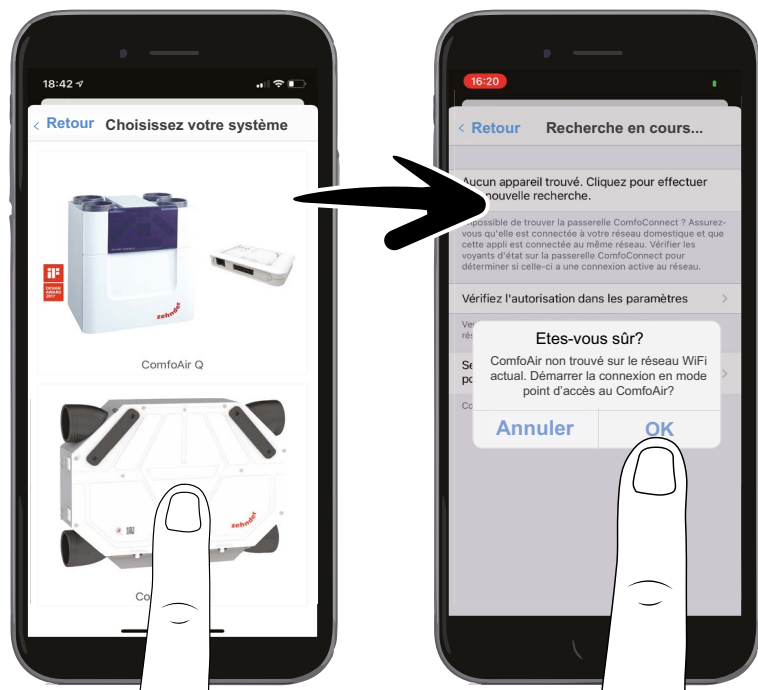 18:42
< Retour Choisissez votre système
iF
DESIGN
AWARD
2017
zehnder
ComfoAir Q
zehnder
Co
16:20
< Retour Recherche en cours...
Aucun appareil trouvé. Cliquez pour effectuer
nouvelle recherche.
Impossible de trouver la passerelle ComfoConnect ? Assurez-
vous qu'elle est connectée à votre réseau domestique et que
cette appli est connectée au même réseau. Vérifier les
voyants d'état sur la passerelle ComfoConnect pour
déterminer si celle-ci a une connexion active au réseau.
Vérifiez l'autorisation dans les paramètres >
Etes-vous sûr?
ComfoAir non trouvé sur le réseau WiFi
actual. Démarrer la connexion en mode
point d'accès au ComfoAir?
Annuler OK